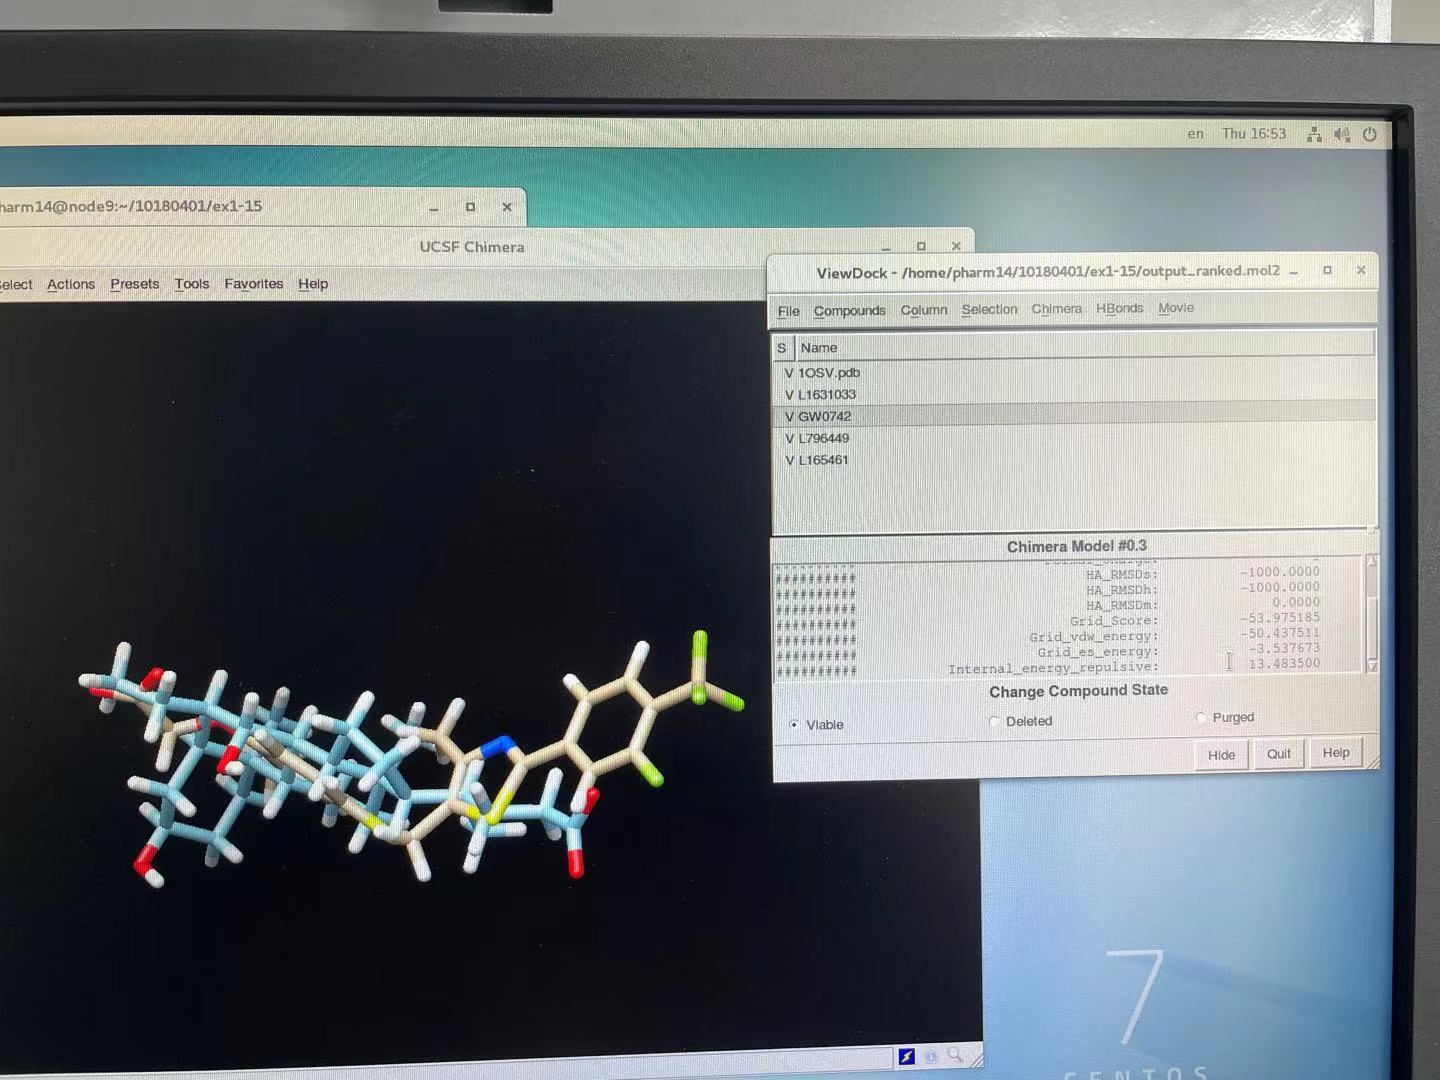 en Thu 16:53
harm14@node9:~/10180401/ex1-15
UCSF Chimera
ViewDock - /home/pharm14/10180401/ex1-15/output_ranked.mol2
elect Actions Presets Tools Favorites Help
File Compounds Column Selection Chimera HBonds Movie
S Name
V 1OSV.pdb
V L1631033
V GW0742
V L796449
V L165461
Chimera Model #0.3
########## HA_RMSDs: -1000.0000
########## HA_RMSDh: -1000.0000
########## HA_RMSDm: 0.0000
########## Grid_Score: -53.975185
########## Grid_vdw_energy: -50.437511
########## Grid_es_energy: -3.537673
########## Internal_energy_repulsive: 13.483500
Change Compound State
Viable Deleted Purged
Hide Quit Help
7
CENTOS